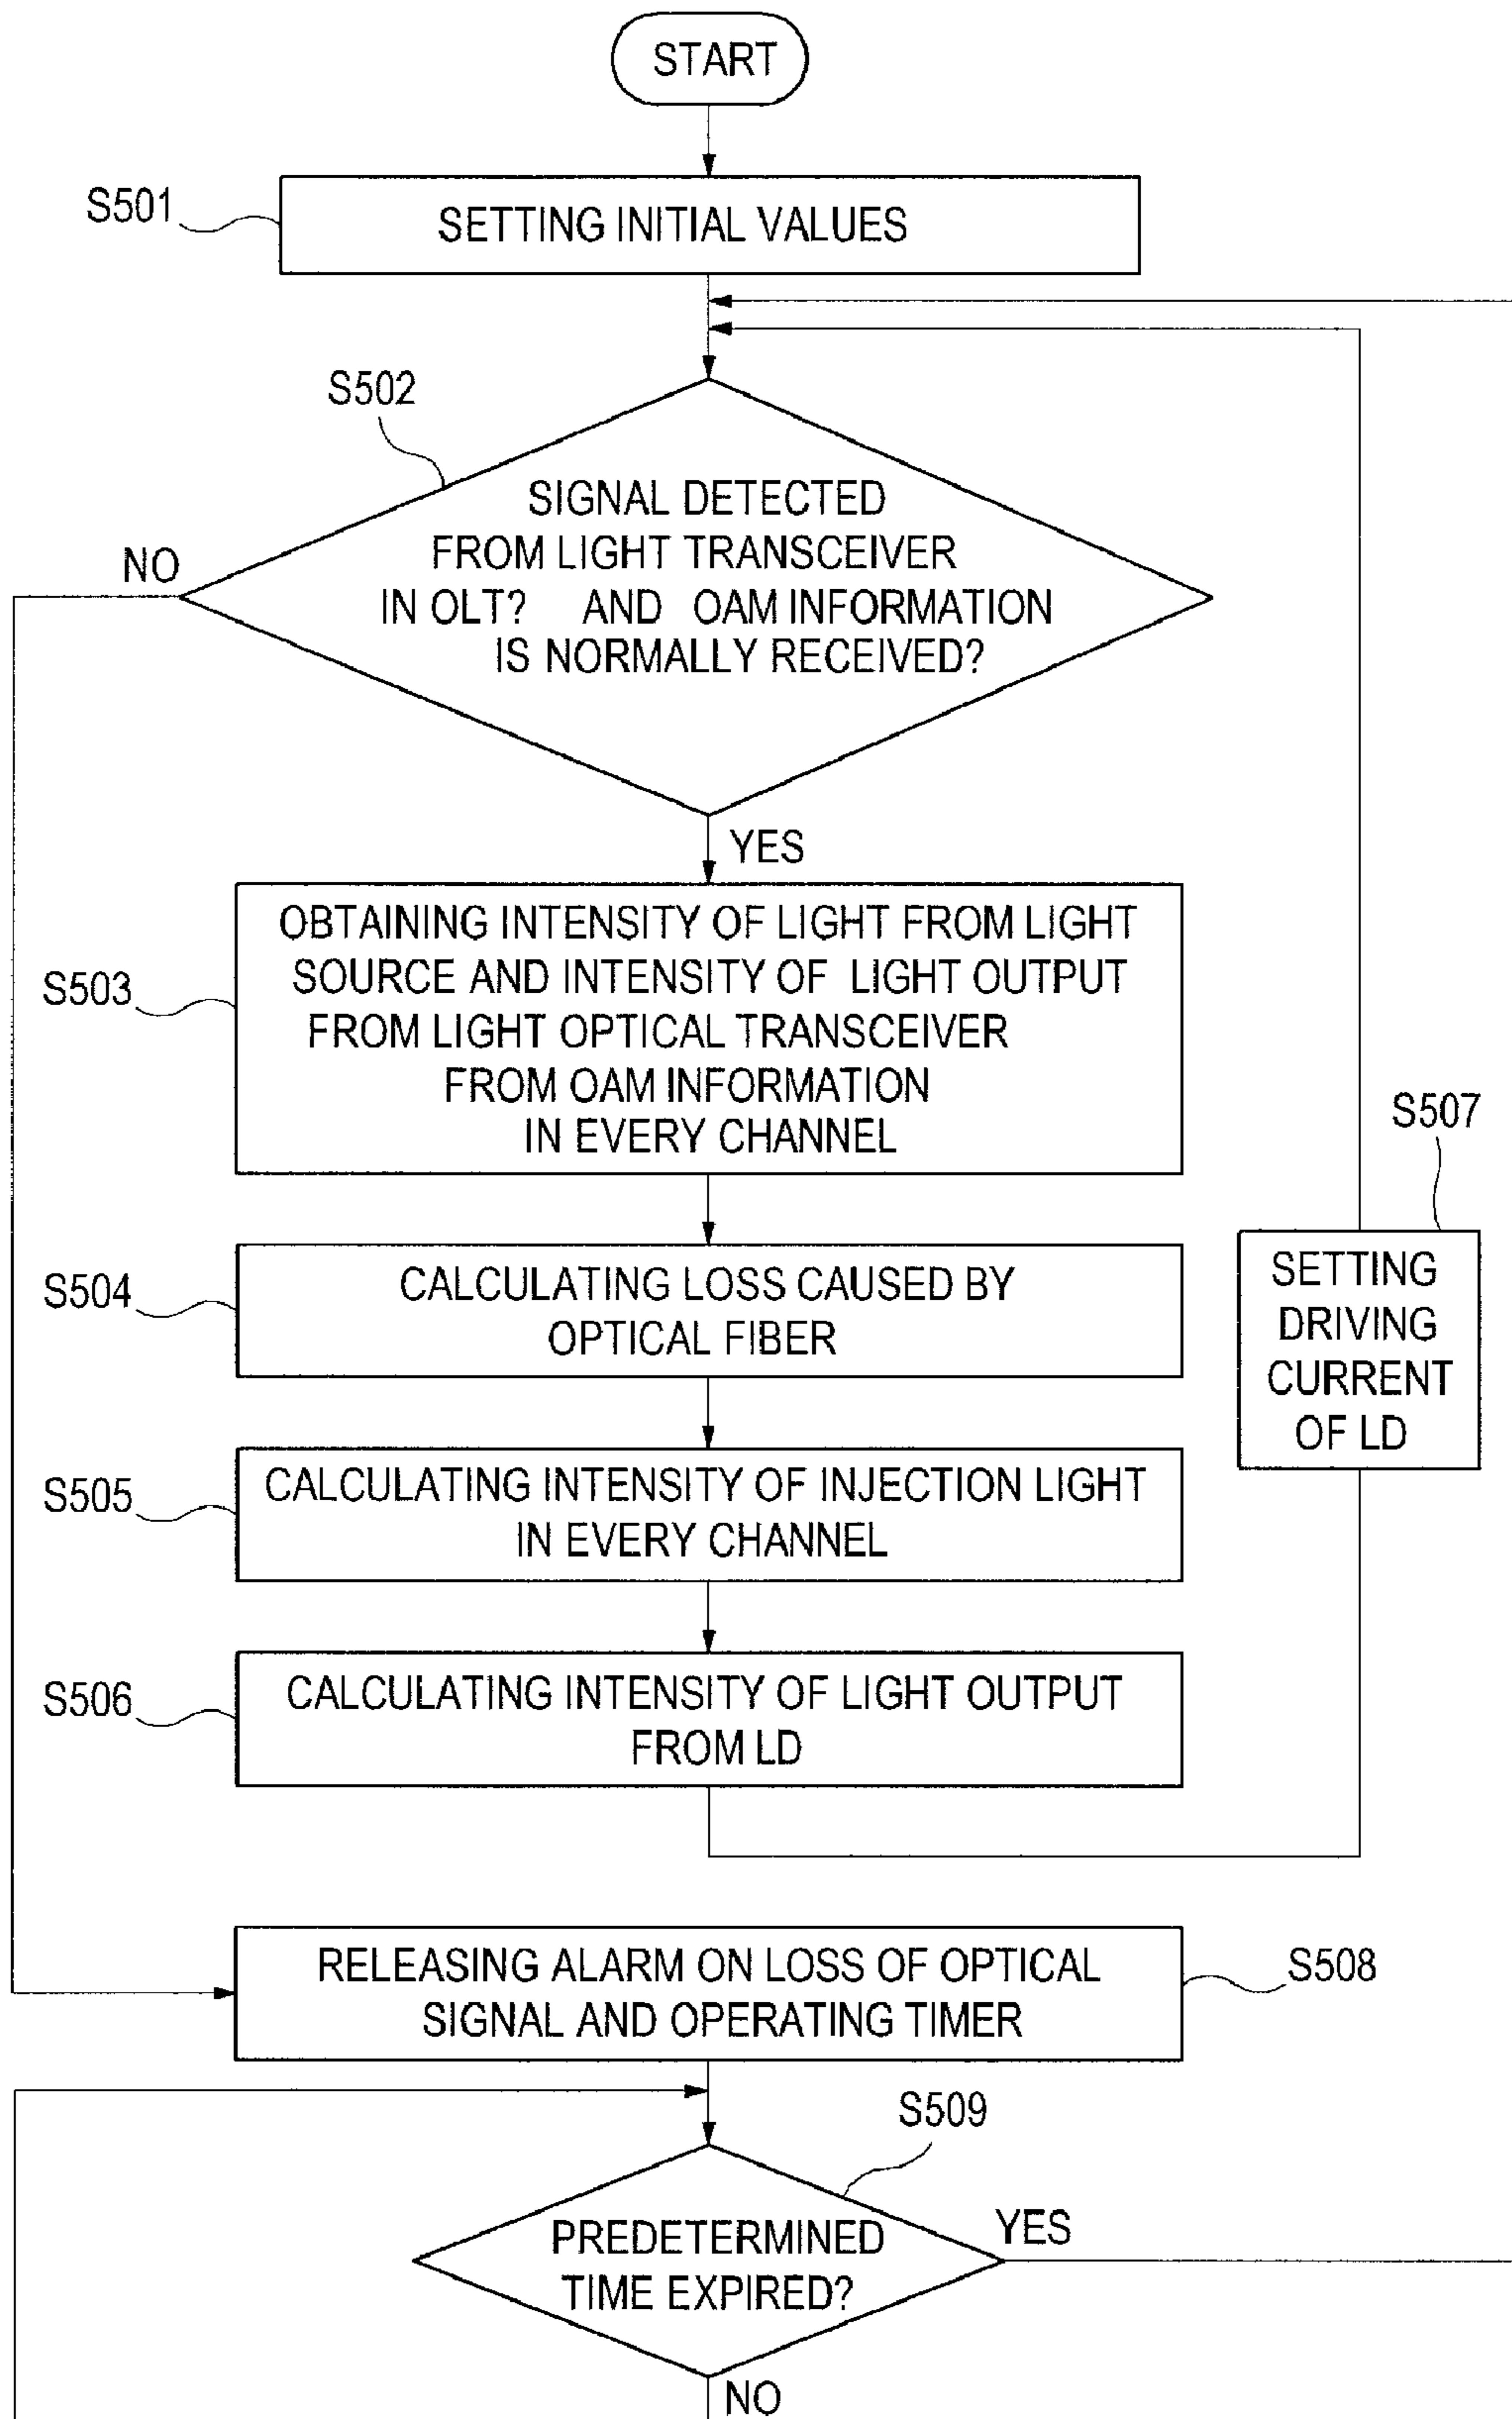 START
S501
SETTING INITIAL VALUES
S502
SIGNAL DETECTED
FROM LIGHT TRANSCEIVER
IN OLT? AND OAM INFORMATION
IS NORMALLY RECEIVED?
NO
YES
S503
OBTAINING INTENSITY OF LIGHT FROM LIGHT
SOURCE AND INTENSITY OF LIGHT OUTPUT
FROM LIGHT OPTICAL TRANSCEIVER
FROM OAM INFORMATION
IN EVERY CHANNEL
S504
CALCULATING LOSS CAUSED BY
OPTICAL FIBER
S505
CALCULATING INTENSITY OF INJECTION LIGHT
IN EVERY CHANNEL
S506
CALCULATING INTENSITY OF LIGHT OUTPUT
FROM LD
S507
SETTING
DRIVING
CURRENT
OF LD
RELEASING ALARM ON LOSS OF OPTICAL
SIGNAL AND OPERATING TIMER
S508
S509
PREDETERMINED
TIME EXPIRED?
YES
NO